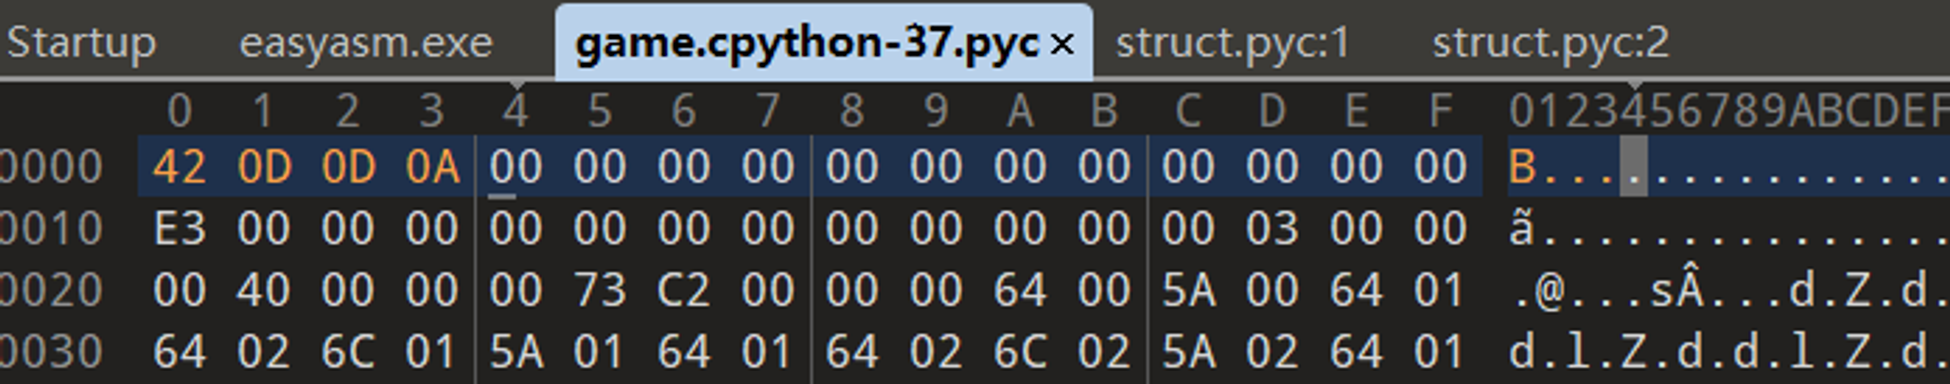 Startup easyasm.exe game.cpython-37.pyc × struct.pyc:1 struct.pyc:2
0 1 2 3 4 5 6 7 8 9 A B C D E F 0123456789ABCDEF
0000 42 0D 0D 0A 00 00 00 00 00 00 00 00 00 00 00 00 B...............
0010 E3 00 00 00 00 00 00 00 00 00 00 00 00 03 00 00 ã...............
0020 00 40 00 00 00 73 C2 00 00 00 64 00 5A 00 64 01 .@...sÂ...d.Z.d.
0030 64 02 6C 01 5A 01 64 01 64 02 6C 02 5A 02 64 01 d.l.Z.d.d.l.Z.d.